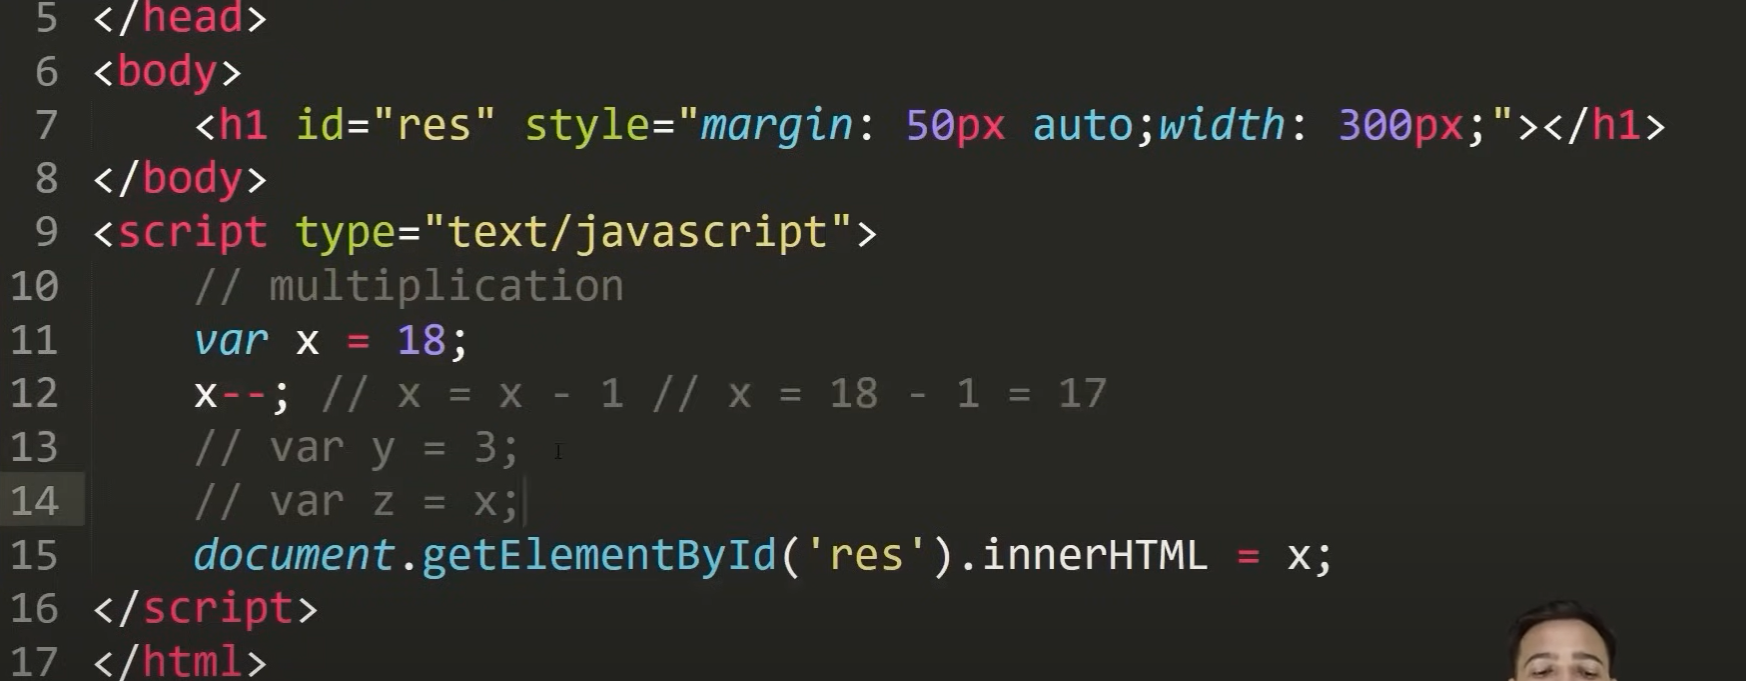 5 </head>
6 <body>
7 <h1 id="res" style="margin: 50px auto;width: 300px;"></h1>
8 </body>
9 <script type="text/javascript">
10 // multiplication
11 var x = 18;
12 x--; // x = x - 1 // x = 18 - 1 = 17
13 // var y = 3;
14 // var z = x;
15 document.getElementById('res').innerHTML = x;
16 </script>
17 </html>